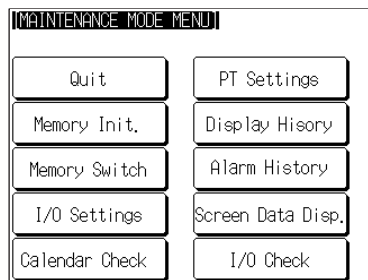 [MAINTENANCE MODE MENU]
Quit
PT Settings
Memory Init.
Display Hisory
Memory Switch
Alarm History
I/O Settings
Screen Data Disp.
Calendar Check
I/O Check